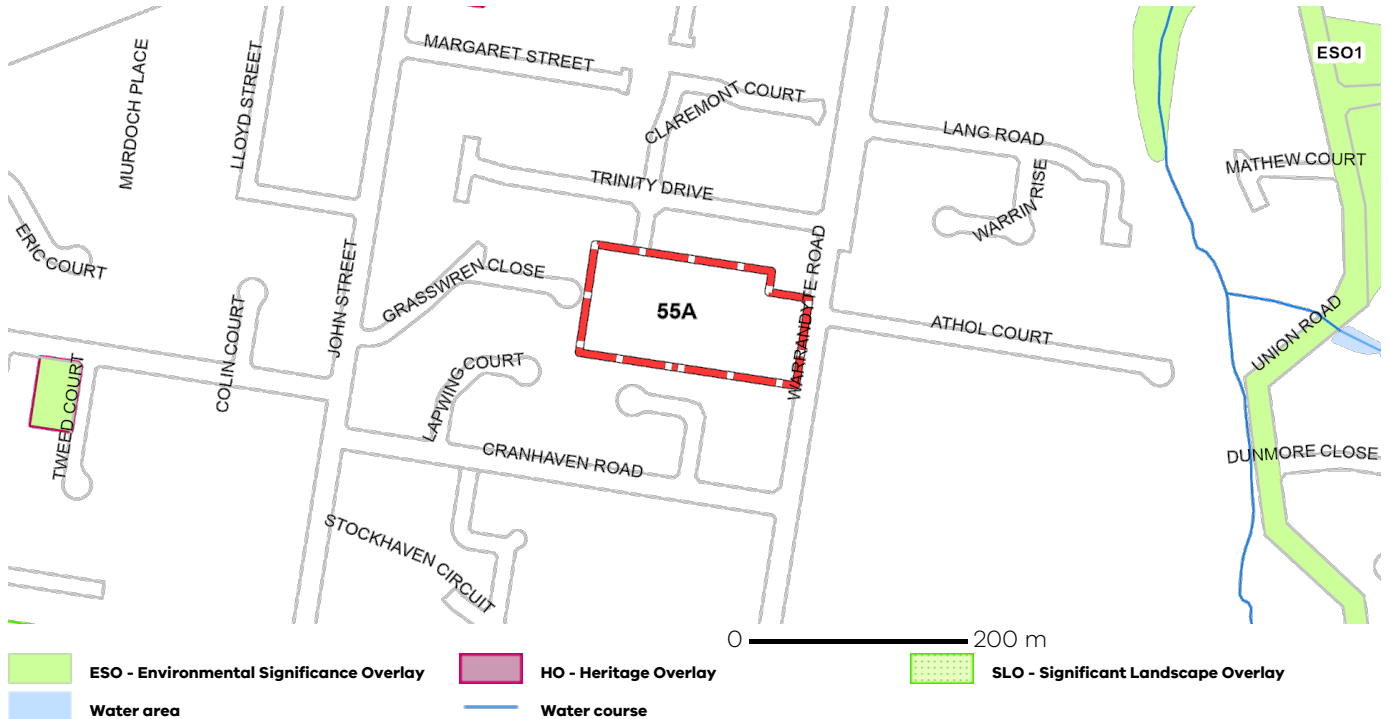 MARGARET STREET
ESO1
MURDOCH PLACE
LLOYD STREET
CLAREMONT COURT
LANG ROAD
MATHEW COURT
TRINITY DRIVE
WARRIN RISE
ERIC COURT
JOHN STREET
GRASSWREN CLOSE
WARRANDYTE ROAD
55A
COLIN COURT
ATHOL COURT
UNION ROAD
LAPWING COURT
TWEED COURT
CRANHAVEN ROAD
DUNMORE CLOSE
STOCKHAVEN CIRCUIT
0 200 m
ESO - Environmental Significance Overlay
HO - Heritage Overlay
SLO - Significant Landscape Overlay
Water area
Water course